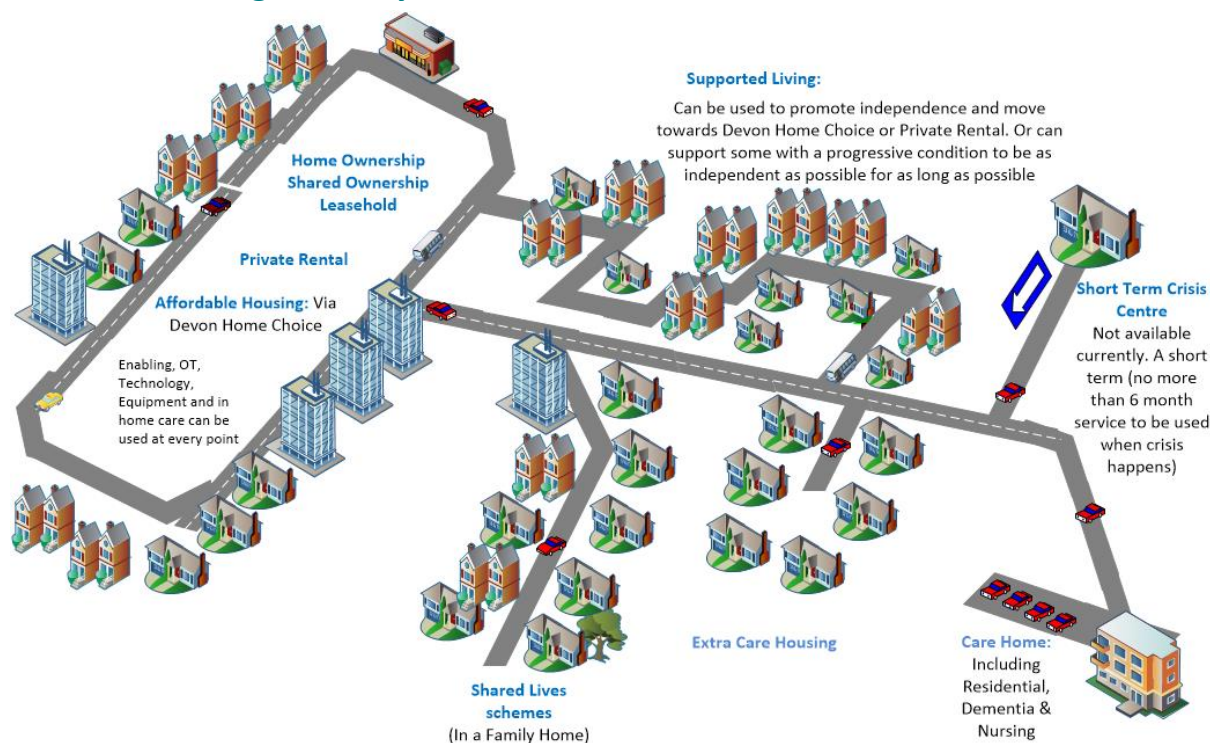 Supported Living:
Can be used to promote independence and move
towards Devon Home Choice or Private Rental. Or can
support some with a progressive condition to be as
independent as possible for as long as possible
Home Ownership
Shared Ownership
Leasehold
Private Rental
Affordable Housing: Via
Devon Home Choice
Enabling, OT,
Technology,
Equipment and in
home care can be
used at every point
Short Term Crisis
Centre
Not available
currently. A short
term (no more
than 6 month
service to be used
when crisis
happens)
Extra Care Housing
Care Home:
Including
Residential,
Dementia &
Nursing
Shared Lives
schemes
(In a Family Home)